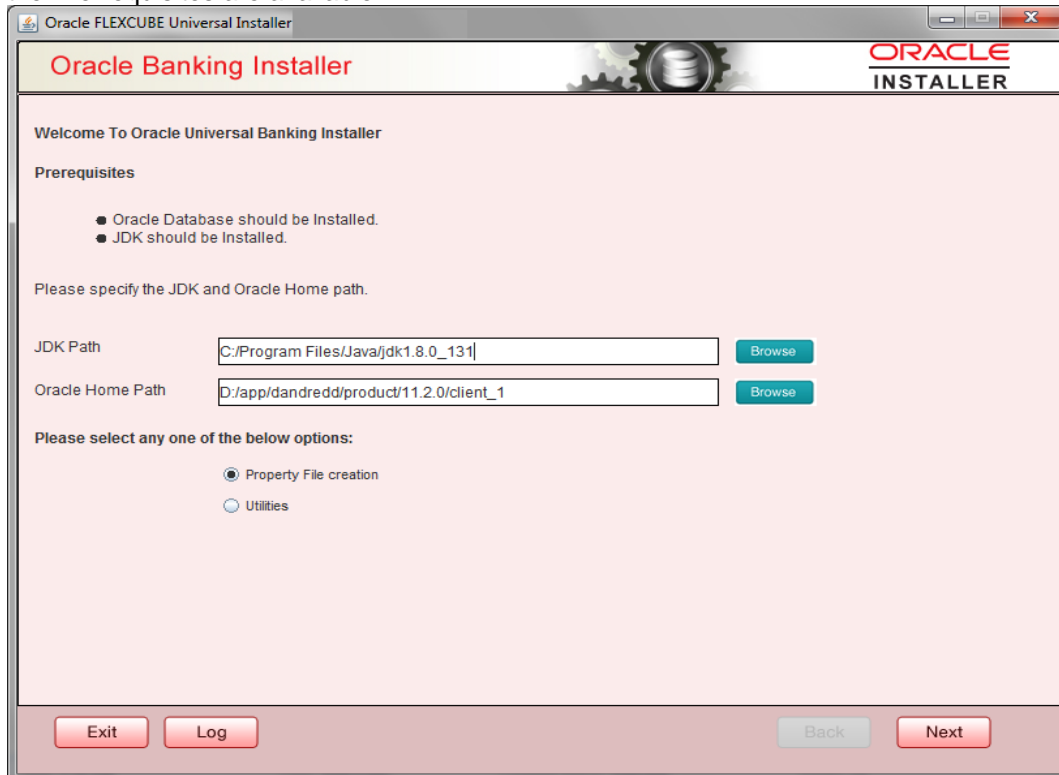 Oracle FLEXCUBE Universal Installer
Oracle Banking Installer
ORACLE
INSTALLER
Welcome To Oracle Universal Banking Installer
Prerequisites
Oracle Database should be Installed.
JDK should be Installed.
Please specify the JDK and Oracle Home path.
JDK Path C:/Program Files/Java/jdk1.8.0_131 Browse
Oracle Home Path D:/app/dandredd/product/11.2.0/client_1 Browse
Please select any one of the below options:
Property File creation
Utilities
Exit Log Back Next